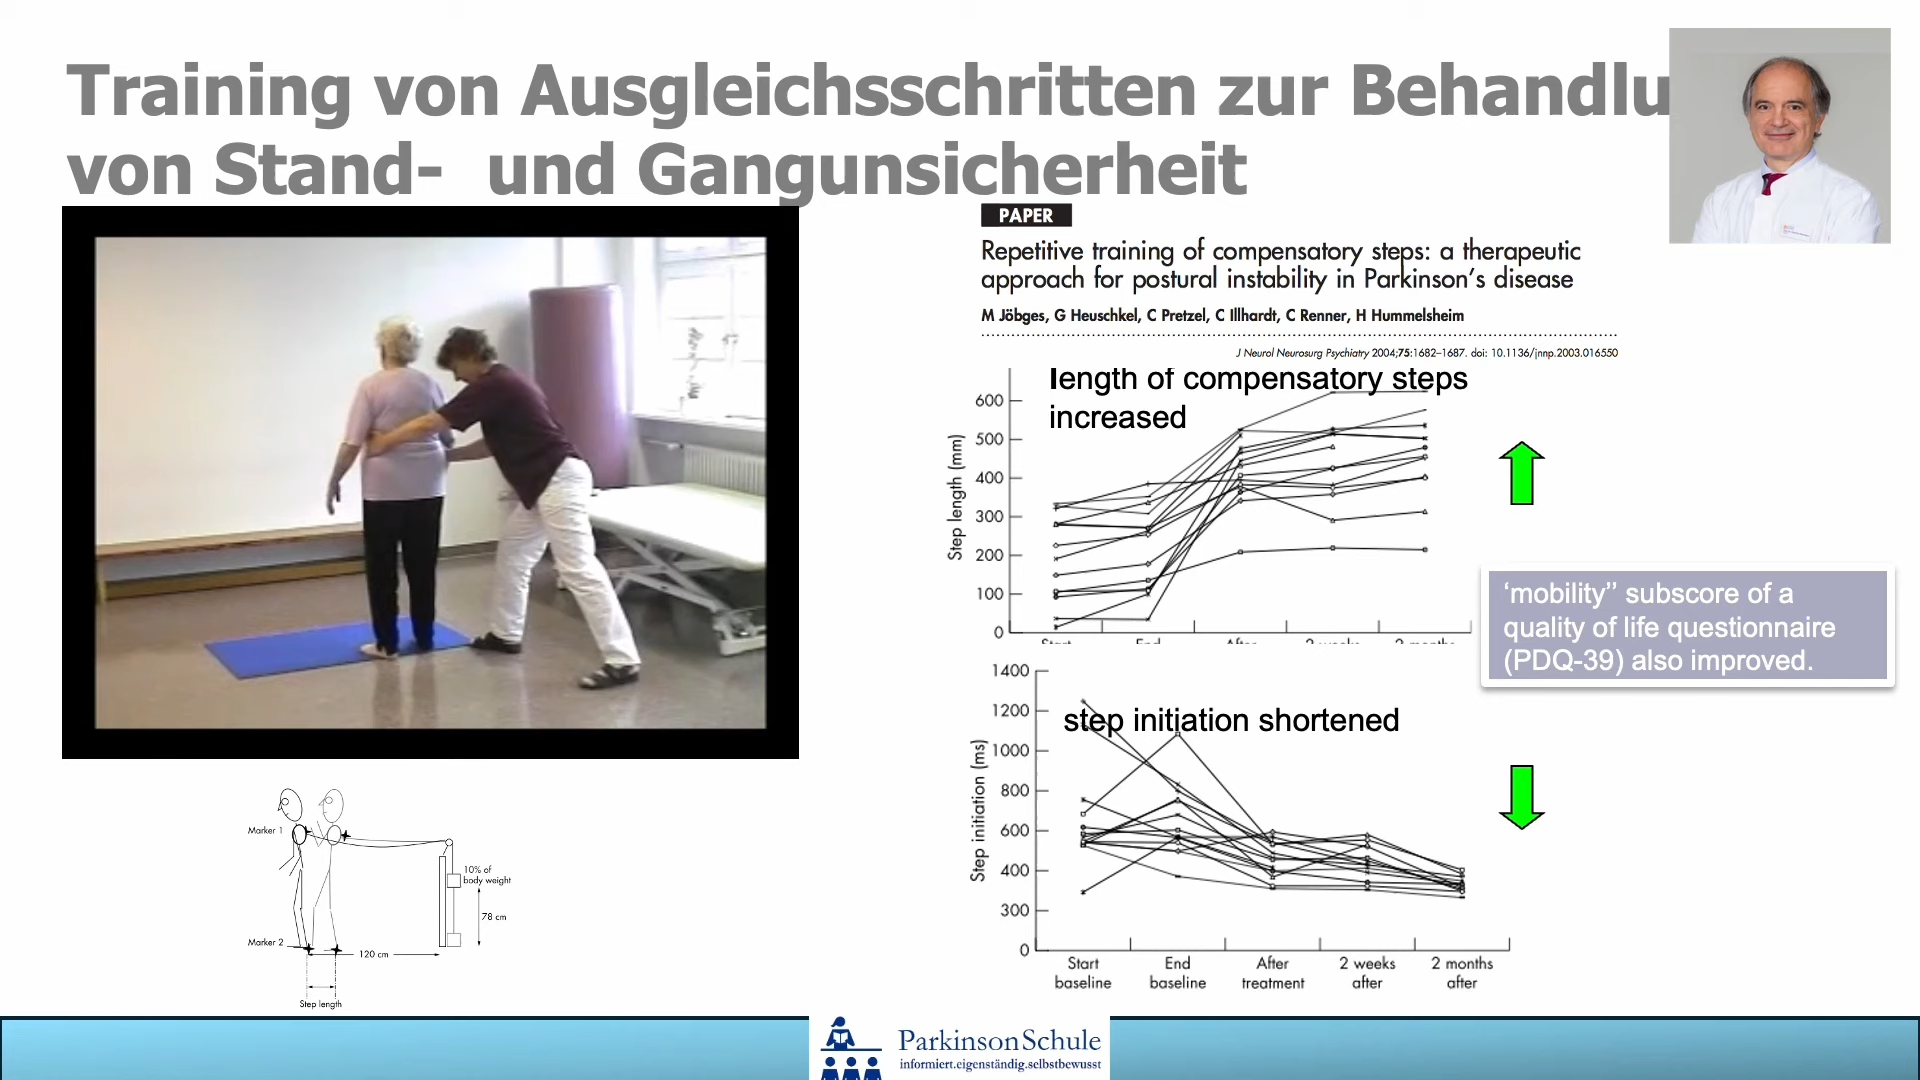 Training von Ausgleichsschritten zur Behandlu
von Stand- und Gangunsicherheit
PAPER
Repetitive training of compensatory steps: a therapeutic
approach for postural instability in Parkinson's disease
M Jöbges, G Heuschkel, C Pretzel, C Illhardt, C Renner, H Hummelsheim
J Neurol Neurosurg Psychiatry 2004;75:1682–1687. doi: 10.1136/jnnp.2003.016550
length of compensatory steps
increased
Step length (mm)
600
500
400
300
200
100
0
Start
End
After
2 weeks
2 months
‘mobility’’ subscore of a
quality of life questionnaire
(PDQ-39) also improved.
step initiation shortened
Step initiation (ms)
1400
1200
1000
800
600
400
300
0
Start
baseline
End
baseline
After
treatment
2 weeks
after
2 months
after
Marker 1
10% of
body weight
78 cm
Marker 2
120 cm
Step length
ParkinsonSchule
informiert.eigenständig.selbstbewusst